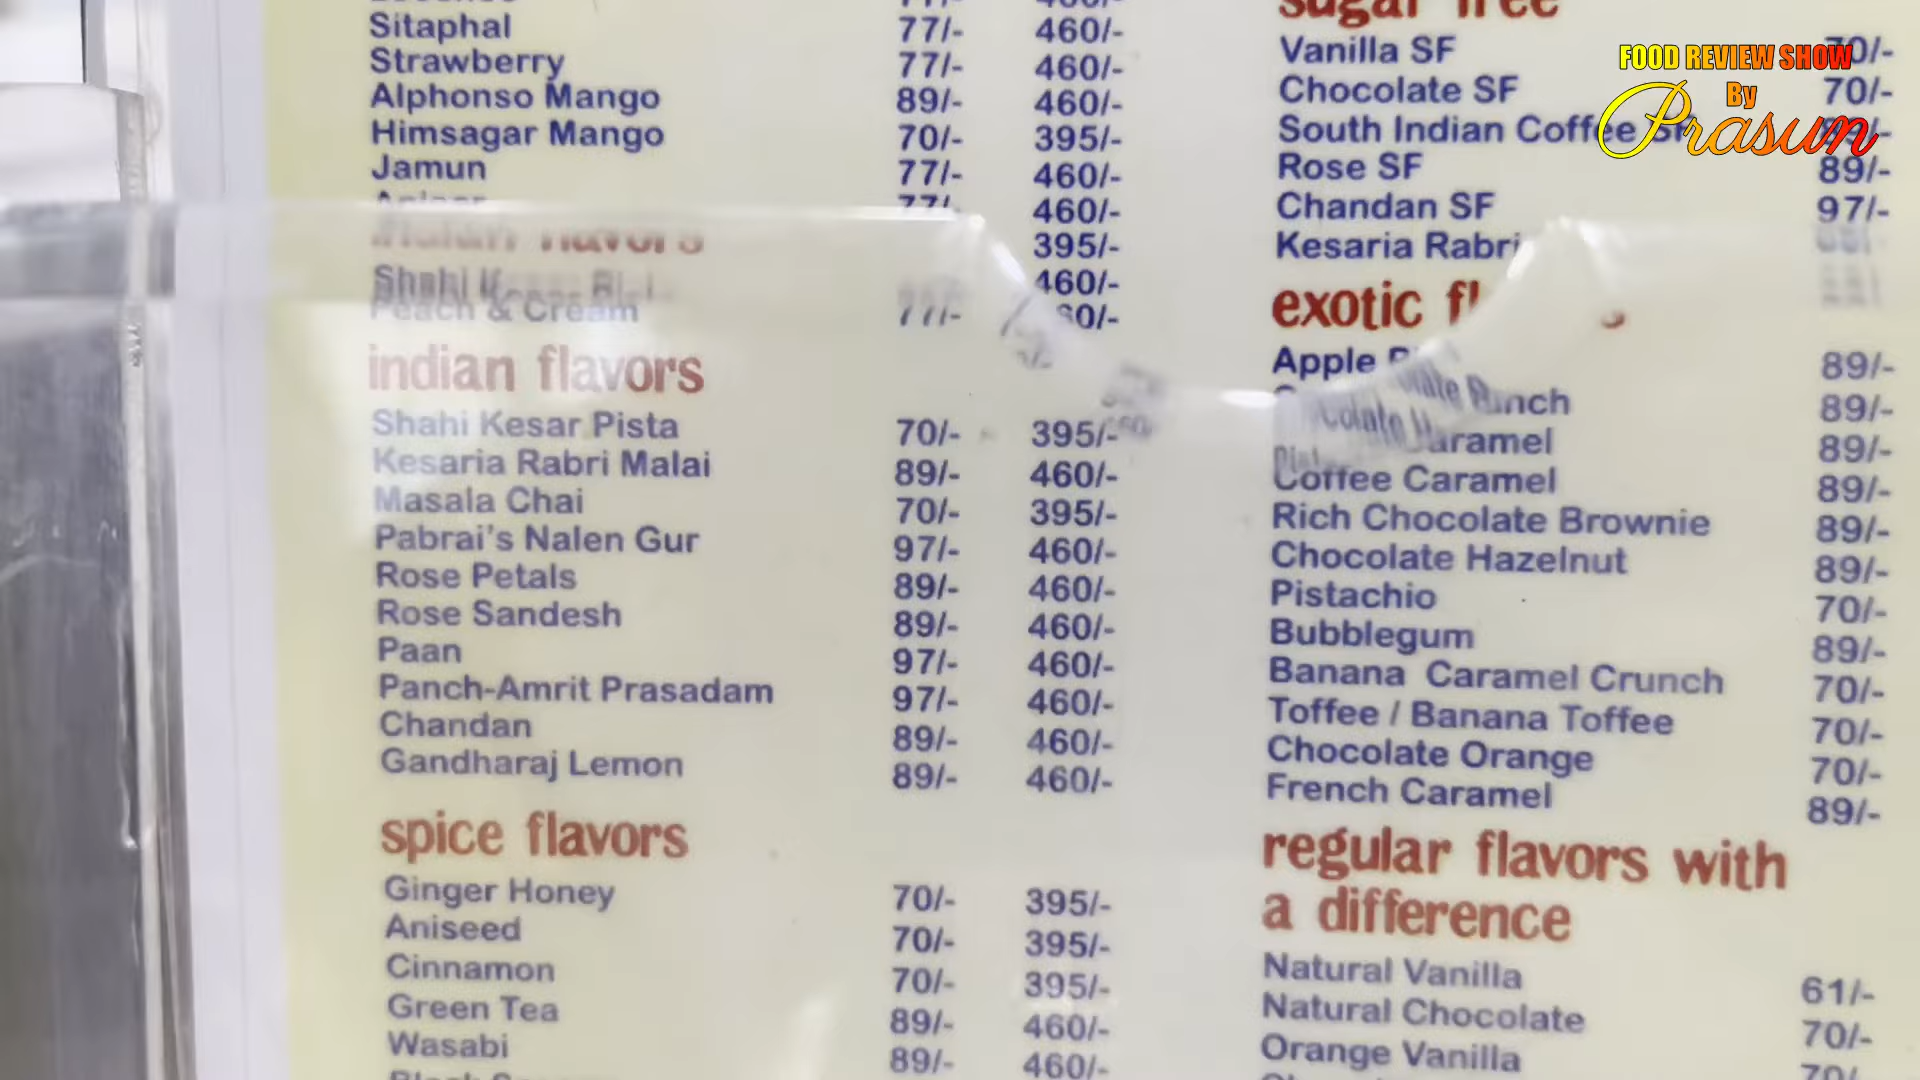 Sitaphal 77/- 460/-
Strawberry 77/- 460/-
Alphonso Mango 89/- 460/-
Himsagar Mango 70/- 395/-
Jamun 77/- 460/-
77/- 460/-
395/-
460/-
Peach & Cream 77/-
indian flavors
Shahi Kesar Pista 70/- 395/-
Kesaria Rabri Malai 89/- 460/-
Masala Chai 70/- 395/-
Pabrai's Nalen Gur 97/- 460/-
Rose Petals 89/- 460/-
Rose Sandesh 89/- 460/-
Paan 97/- 460/-
Panch-Amrit Prasadam 97/- 460/-
Chandan 89/- 460/-
Gandharaj Lemon 89/- 460/-
spice flavors
Ginger Honey 70/- 395/-
Aniseed 70/- 395/-
Cinnamon 70/- 395/-
Green Tea 89/- 460/-
Wasabi 89/- 460/-
sugar free
Vanilla SF 70/-
Chocolate SF 70/-
South Indian Coffee SF
Rose SF 89/-
Chandan SF 97/-
Kesaria Rabri
exotic
Apple 89/-
89/-
Caramel 89/-
Coffee Caramel 89/-
Rich Chocolate Brownie 89/-
Chocolate Hazelnut 89/-
Pistachio 70/-
Bubblegum 89/-
Banana Caramel Crunch 70/-
Toffee / Banana Toffee 70/-
Chocolate Orange 70/-
French Caramel 89/-
regular flavors with
a difference
Natural Vanilla 61/-
Natural Chocolate 70/-
Orange Vanilla 70/-
FOOD REVIEW SHOW
By
Prasun